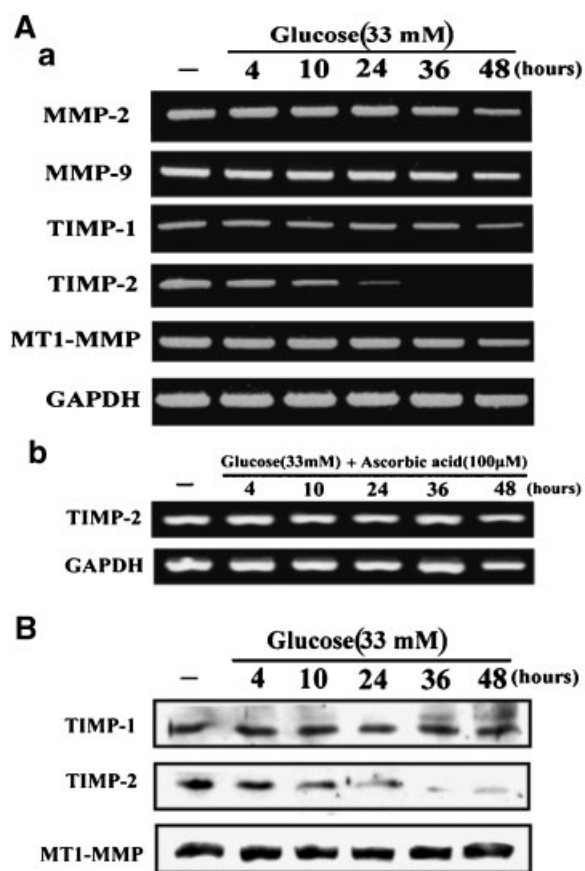 A
a
Glucose(33 mM)
– 4 10 24 36 48 (hours)
MMP-2
MMP-9
TIMP-1
TIMP-2
MT1-MMP
GAPDH
b
Glucose(33mM) + Ascorbic acid(100μM)
– 4 10 24 36 48 (hours)
TIMP-2
GAPDH
B
Glucose(33 mM)
– 4 10 24 36 48 (hours)
TIMP-1
TIMP-2
MT1-MMP